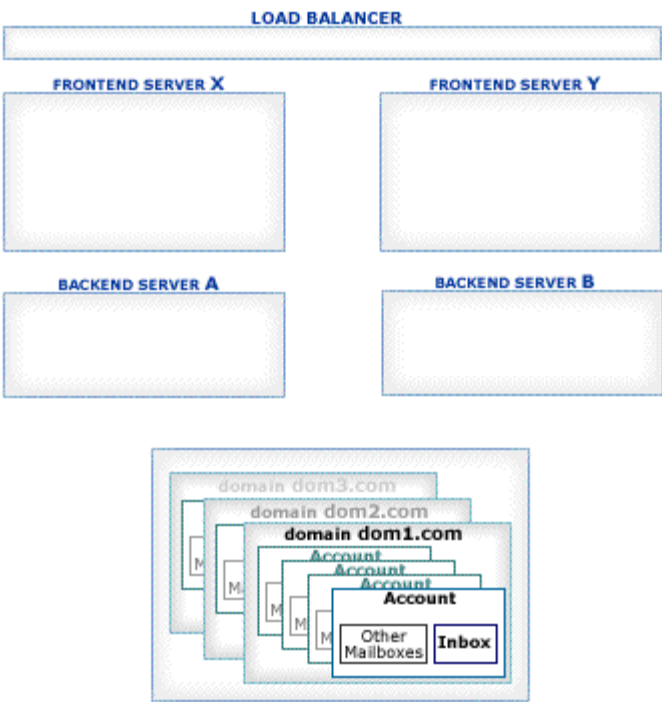 LOAD BALANCER
FRONTEND SERVER X
FRONTEND SERVER Y
BACKEND SERVER A
BACKEND SERVER B
domain dom3.com
domain dom2.com
domain dom1.com
Account
Account
Account
Account
Other
Mailboxes
Inbox